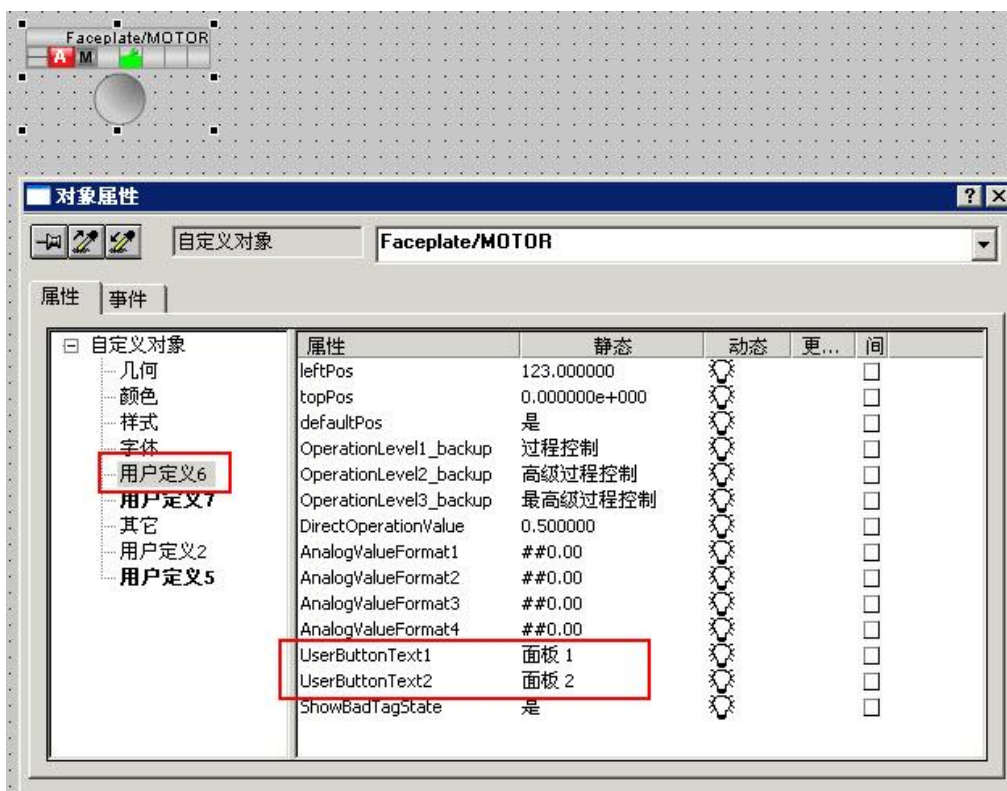 Faceplate/MOTOR
A M
对象属性
自定义对象 Faceplate/MOTOR
属性 事件
自定义对象
几何
颜色
样式
字体
用户定义6
用户定义7
其它
用户定义2
用户定义5
属性 静态 动态 更... 间
leftPos 123.000000
topPos 0.000000e+000
defaultPos 是
OperationLevel1_backup 过程控制
OperationLevel2_backup 高级过程控制
OperationLevel3_backup 最高级过程控制
DirectOperationValue 0.500000
AnalogValueFormat1 ##0.00
AnalogValueFormat2 ##0.00
AnalogValueFormat3 ##0.00
AnalogValueFormat4 ##0.00
UserButtonText1 面板 1
UserButtonText2 面板 2
ShowBadTagState 是